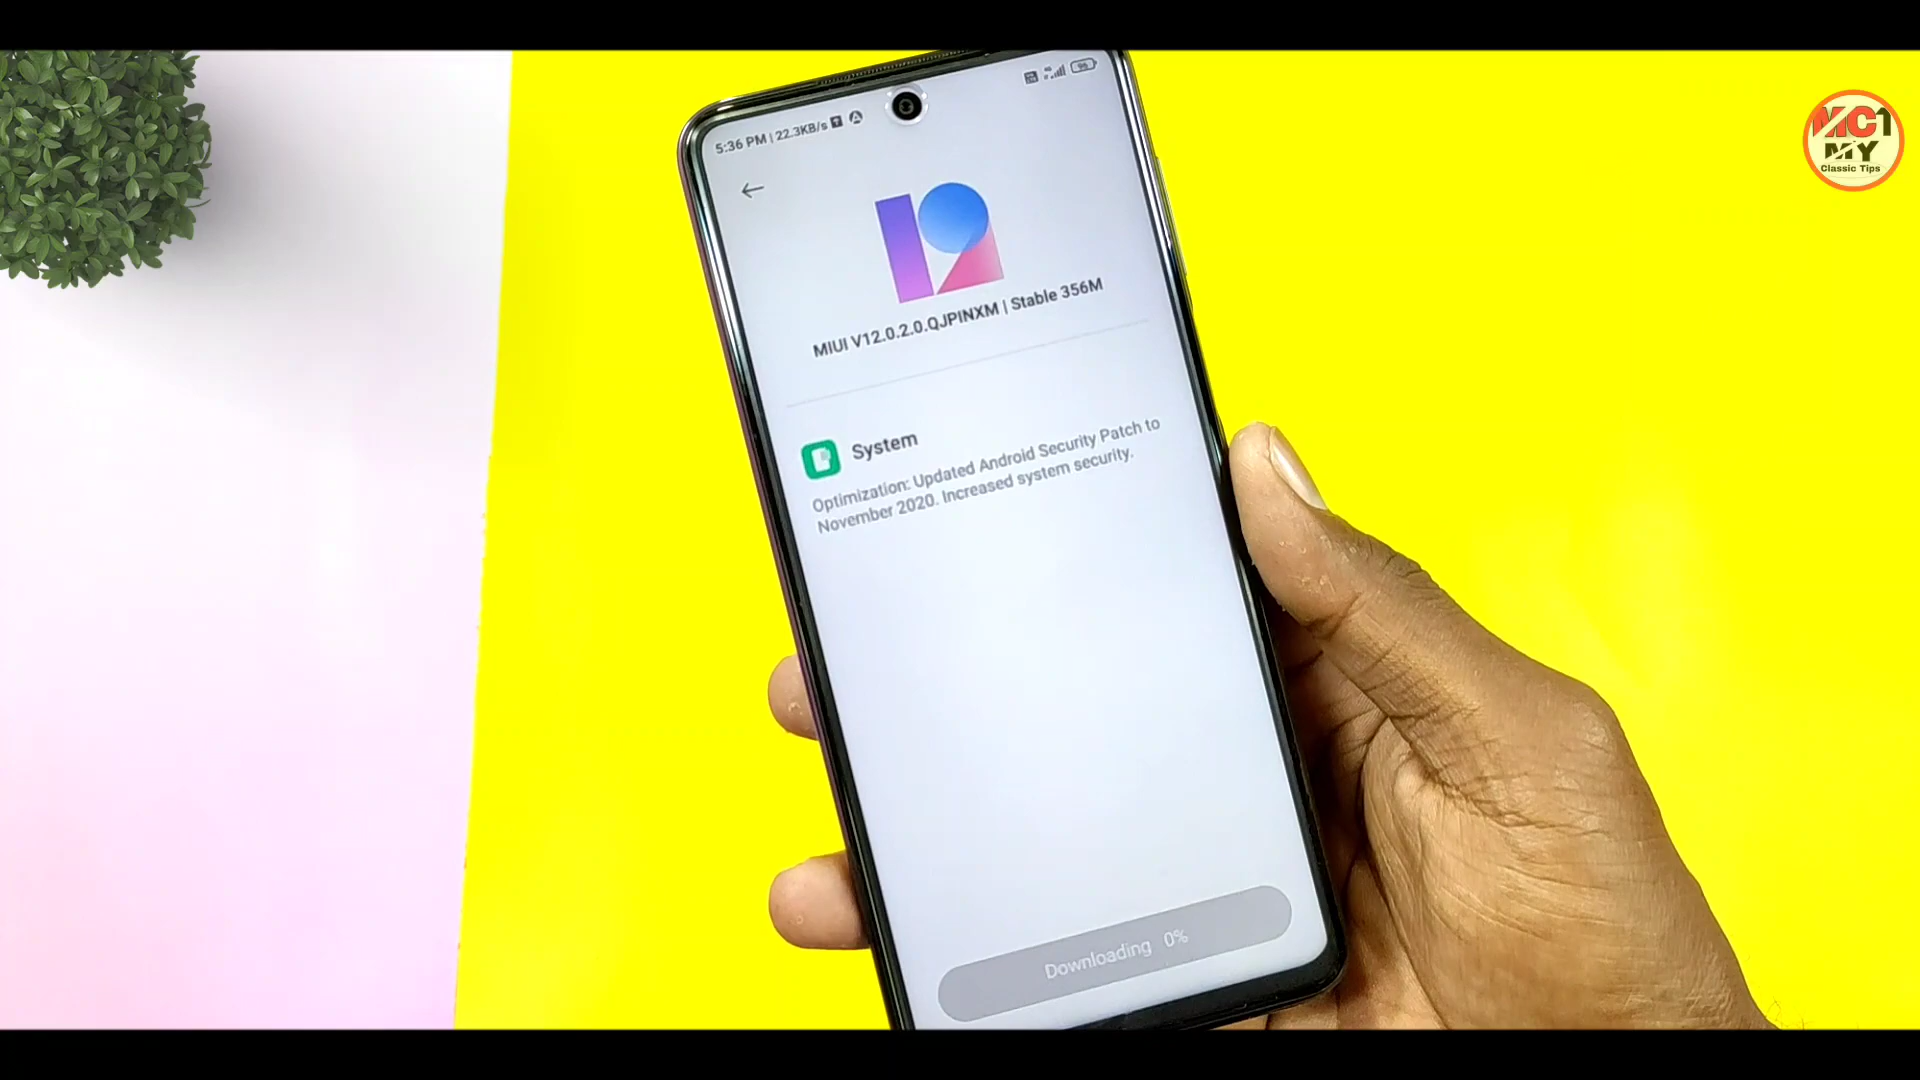 5:36 PM | 22.3KB/s
96
MIUI V12.0.2.0.QJPINXM | Stable 356M
System
Optimization: Updated Android Security Patch to
November 2020. Increased system security.
Downloading 0%
MC1
MY
Classic Tips